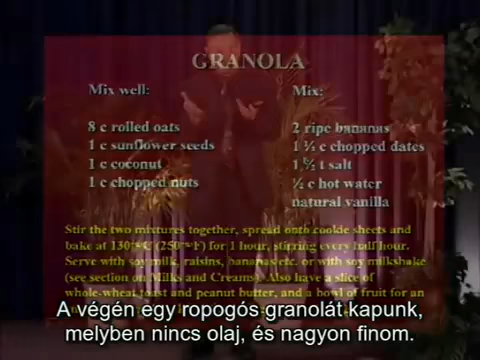 GRANOLA
Mix well:
8 c rolled oats
1 c sunflower seeds
1 c coconut
1 c chopped nuts
Mix:
2 ripe bananas
1 ½ c chopped dates
1 ½ t salt
½ c hot water
natural vanilla
Stir the two mixtures together, spread onto cookie sheets and
bake at 130°C (250°F) for 1 hour, stirring every half hour.
Serve with soy milk, raisins, bananas etc. or with soy milkshake
(see section on Milks and Creams). Also have a slice of
whole-wheat toast and peanut butter, and a bowl of fruit for an
A végén egy ropogós granolát kapunk,
melyben nincs olaj, és nagyon finom.